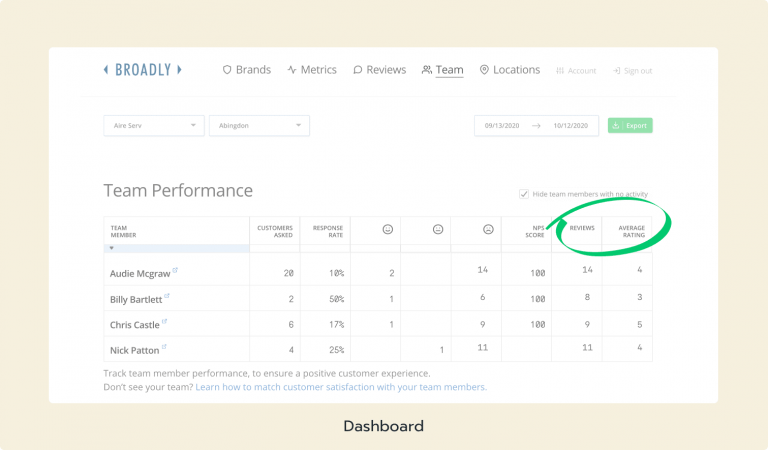 BROADLY Brands Metrics Reviews Team Locations Account Sign out
Aire Serv Abingdon 09/13/2020 10/12/2020 Export
Team Performance
Hide team members with no activity
TEAM MEMBER CUSTOMERS ASKED RESPONSE RATE NPS SCORE REVIEWS AVERAGE RATING
Audie Mcgraw 20 10% 2 14 100 14 4
Billy Bartlett 2 50% 1 6 100 8 3
Chris Castle 6 17% 1 9 100 9 5
Nick Patton 4 25% 1 11 11 4
Track team member performance, to ensure a positive customer experience.
Don't see your team? Learn how to match customer satisfaction with your team members.
Dashboard